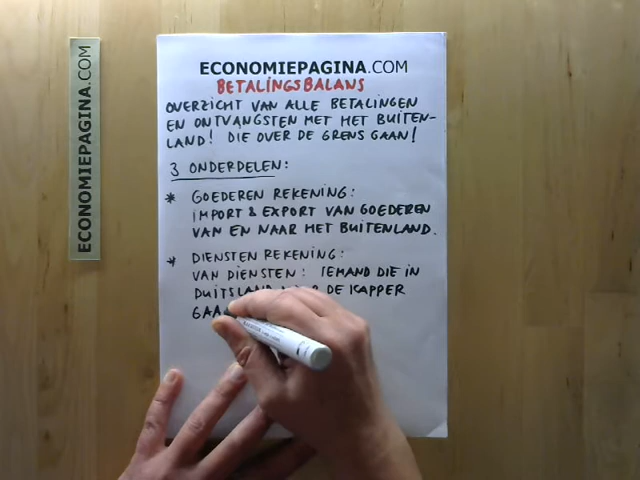 ECONOMIEPAGINA.COM
ECONOMIEPAGINA.COM
BETALINGSBALANS
OVERZICHT VAN ALLE BETALINGEN
EN ONTVANGSTEN MET HET BUITEN-
LAND! DIE OVER DE GRENS GAAN!
3 ONDERDELEN:
* GOEDEREN REKENING:
IMPORT & EXPORT VAN GOEDEREN
VAN EN NAAR HET BUITENLAND.
* DIENSTEN REKENING:
VAN DIENSTEN: IEMAND DIE IN
DUITSLAND DE KAPPER